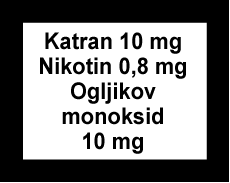 Katran 10 mg
Nikotin 0,8 mg
Ogljikov
monoksid
10 mg